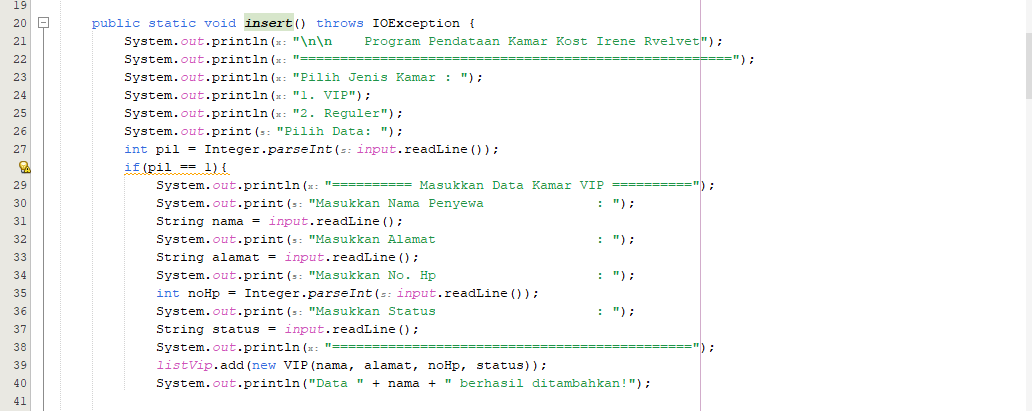 19
20 public static void insert() throws IOException {
21 System.out.println(x: "\n\n    Program Pendataan Kamar Kost Irene Rvelvet");
22 System.out.println(x: "======================================================");
23 System.out.println(x: "Pilih Jenis Kamar : ");
24 System.out.println(x: "1. VIP");
25 System.out.println(x: "2. Reguler");
26 System.out.print(s: "Pilih Data: ");
27 int pil = Integer.parseInt(s: input.readLine());
if(pil == 1){
29 System.out.println(x: "========== Masukkan Data Kamar VIP ==========");
30 System.out.print(s: "Masukkan Nama Penyewa              : ");
31 String nama = input.readLine();
32 System.out.print(s: "Masukkan Alamat                    : ");
33 String alamat = input.readLine();
34 System.out.print(s: "Masukkan No. Hp                    : ");
35 int noHp = Integer.parseInt(s: input.readLine());
36 System.out.print(s: "Masukkan Status                    : ");
37 String status = input.readLine();
38 System.out.println(x: "=============================================");
39 listVip.add(new VIP(nama, alamat, noHp, status));
40 System.out.println("Data " + nama + " berhasil ditambahkan!");
41